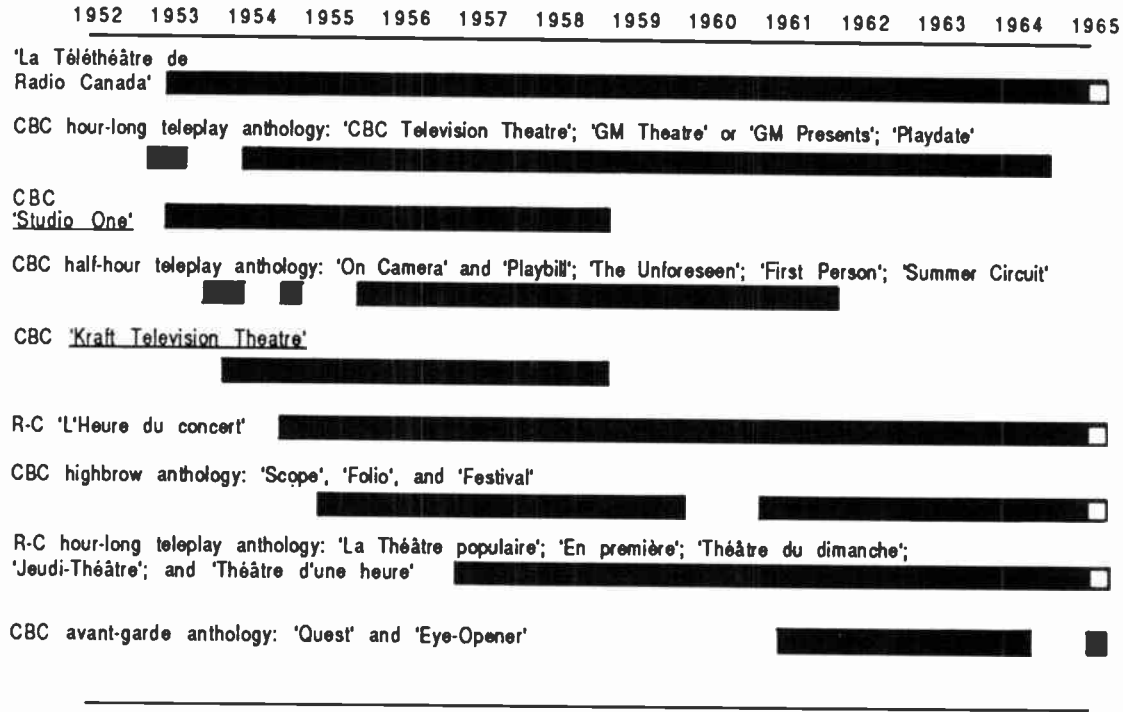 1952 1953 1954 1955 1956 1957 1958 1959 1960 1961 1962 1963 1964 1965
'La Téléthéâtre de
Radio Canada'
CBC hour-long teleplay anthology: 'CBC Television Theatre'; 'GM Theatre' or 'GM Presents'; 'Playdate'
CBC
'Studio One'
CBC half-hour teleplay anthology: 'On Camera' and 'Playbill'; 'The Unforeseen'; 'First Person'; 'Summer Circuit'
CBC 'Kraft Television Theatre'
R-C 'L'Heure du concert'
CBC highbrow anthology: 'Scope', 'Folio', and 'Festival'
R-C hour-long teleplay anthology: 'La Théâtre populaire'; 'En première'; 'Théâtre du dimanche';
'Jeudi-Théâtre'; and 'Théâtre d'une heure'
CBC avant-garde anthology: 'Quest' and 'Eye-Opener'